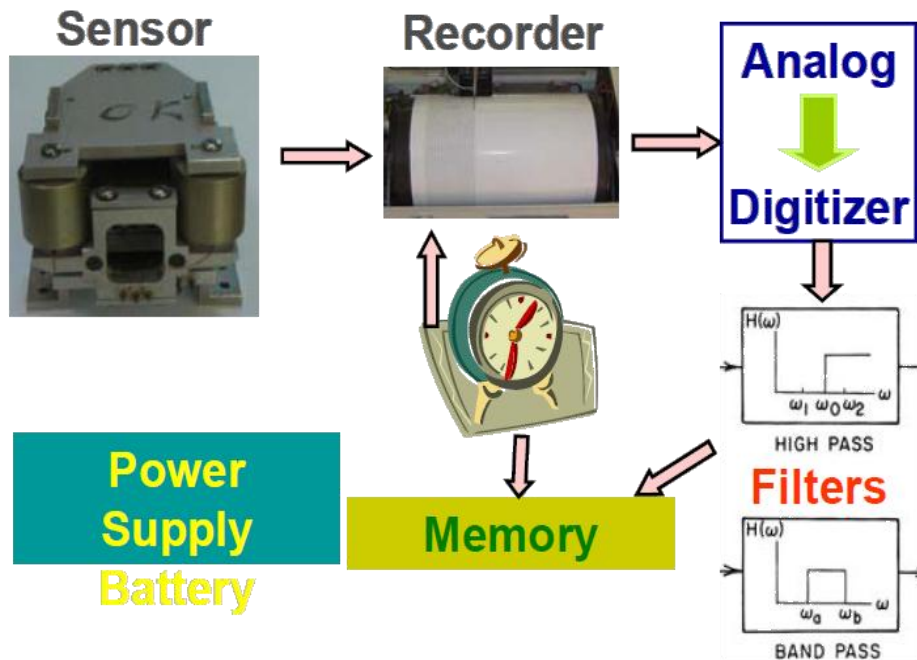 Sensor
Recorder
Analog
Digitizer
OK
H(ω)
ω
ω1 ω0 ω2
HIGH PASS
Power
Supply
Battery
Memory
Filters
H(ω)
ω
ωa ωb
BAND PASS